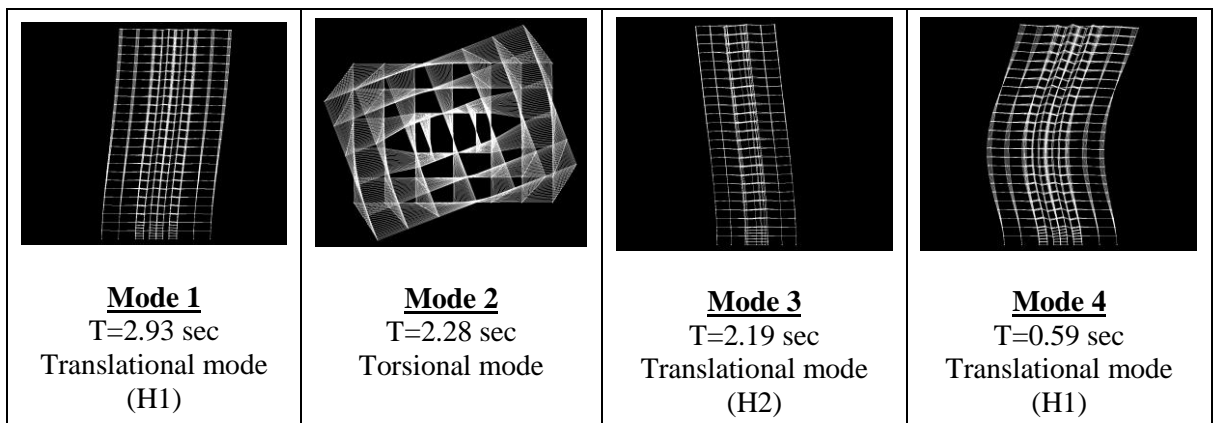 Mode 1
T=2.93 sec
Translational mode
(H1)
Mode 2
T=2.28 sec
Torsional mode
Mode 3
T=2.19 sec
Translational mode
(H2)
Mode 4
T=0.59 sec
Translational mode
(H1)